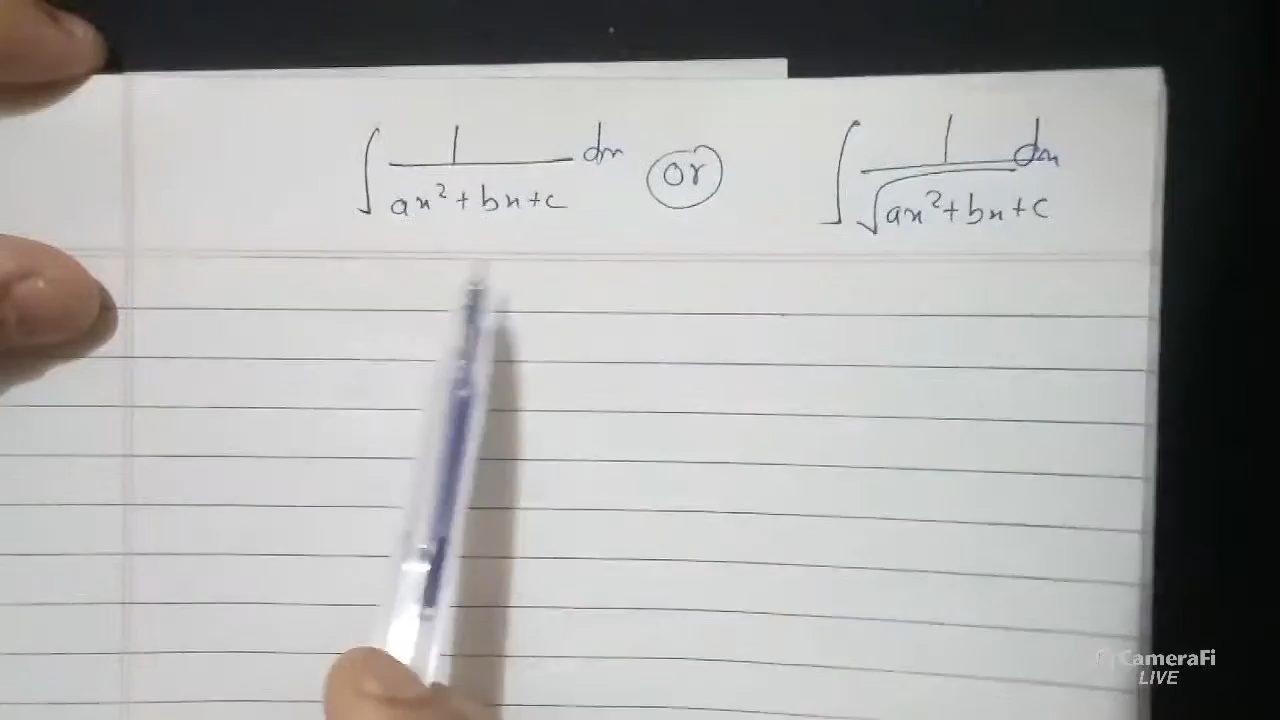 ∫ 1/(ax²+bx+c) dx or ∫ 1/√(ax²+bx+c) dx
CameraFi
LIVE